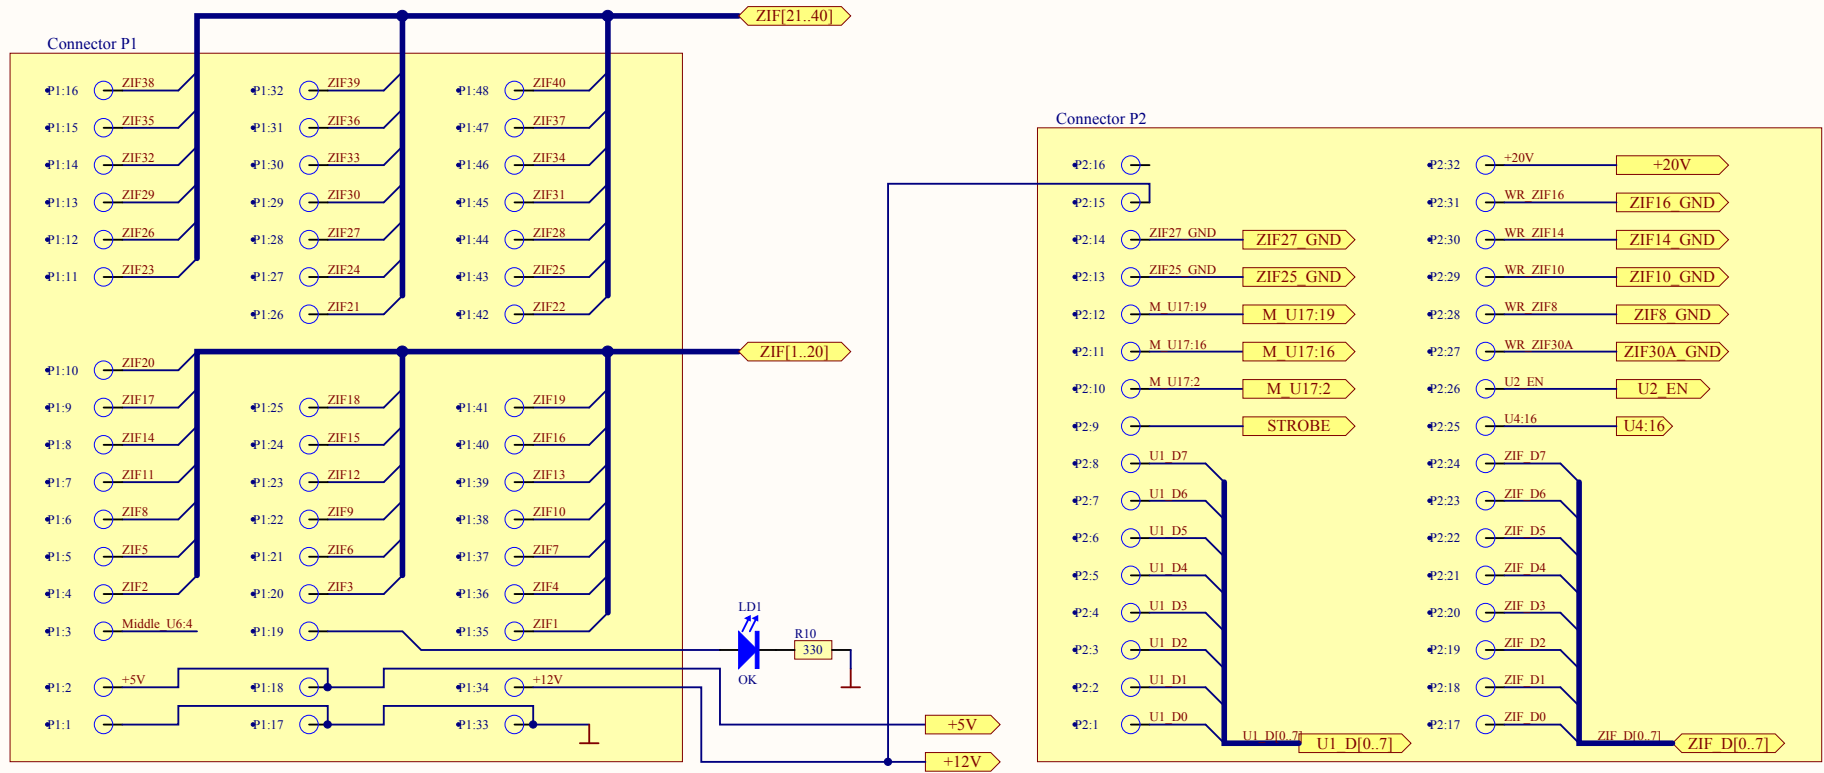 ZIF[21..40]
Connector P1
P1:16 ZIF38 P1:32 ZIF39 P1:48 ZIF40
P1:15 ZIF35 P1:31 ZIF36 P1:47 ZIF37
P1:14 ZIF32 P1:30 ZIF33 P1:46 ZIF34
P1:13 ZIF29 P1:29 ZIF30 P1:45 ZIF31
P1:12 ZIF26 P1:28 ZIF27 P1:44 ZIF28
P1:11 ZIF23 P1:27 ZIF24 P1:43 ZIF25
P1:26 ZIF21 P1:42 ZIF22
ZIF[1..20]
P1:10 ZIF20
P1:9 ZIF17 P1:25 ZIF18 P1:41 ZIF19
P1:8 ZIF14 P1:24 ZIF15 P1:40 ZIF16
P1:7 ZIF11 P1:23 ZIF12 P1:39 ZIF13
P1:6 ZIF8 P1:22 ZIF9 P1:38 ZIF10
P1:5 ZIF5 P1:21 ZIF6 P1:37 ZIF7
P1:4 ZIF2 P1:20 ZIF3 P1:36 ZIF4
P1:3 Middle_U6:4 P1:19 P1:35 ZIF1
P1:2 +5V P1:18 P1:34 +12V
P1:1 P1:17 P1:33
LD1
OK
R10
330
+5V
+12V
Connector P2
P2:16 P2:32 +20V +20V
P2:15 P2:31 WR_ZIF16 ZIF16_GND
P2:14 ZIF27_GND ZIF27_GND P2:30 WR_ZIF14 ZIF14_GND
P2:13 ZIF25_GND ZIF25_GND P2:29 WR_ZIF10 ZIF10_GND
P2:12 M_U17:19 M_U17:19 P2:28 WR_ZIF8 ZIF8_GND
P2:11 M_U17:16 M_U17:16 P2:27 WR_ZIF30A ZIF30A_GND
P2:10 M_U17:2 M_U17:2 P2:26 U2_EN U2_EN
P2:9 STROBE P2:25 U4:16 U4:16
P2:8 U1_D7 P2:24 ZIF_D7
P2:7 U1_D6 P2:23 ZIF_D6
P2:6 U1_D5 P2:22 ZIF_D5
P2:5 U1_D4 P2:21 ZIF_D4
P2:4 U1_D3 P2:20 ZIF_D3
P2:3 U1_D2 P2:19 ZIF_D2
P2:2 U1_D1 P2:18 ZIF_D1
P2:1 U1_D0 P2:17 ZIF_D0
U1_D[0..7] U1_D[0..7] ZIF_D[0..7] ZIF_D[0..7]